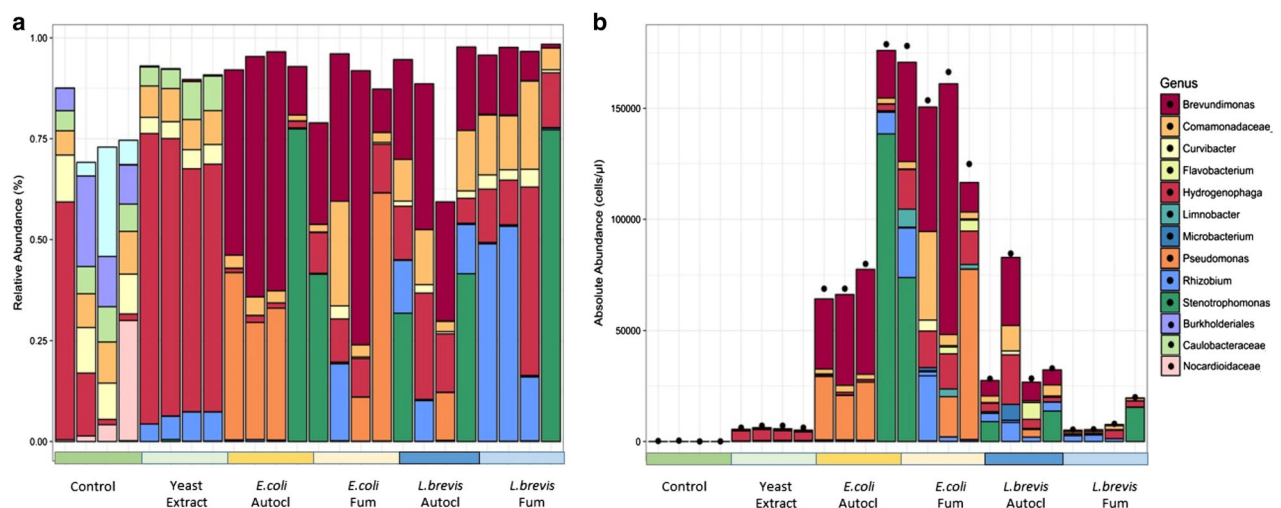 a
b
1.00
0.75
0.50
0.25
0.00
Relative Abundance (%)
Control
Yeast
Extract
E.coli
Autocl
E.coli
Fum
L.brevis
Autocl
L.brevis
Fum
150000
100000
50000
0
Absolute Abundance (cells/µl)
Control
Yeast
Extract
E.coli
Autocl
E.coli
Fum
L.brevis
Autocl
L.brevis
Fum
Genus
Brevundimonas
Comamonadaceae_
Curvibacter
Flavobacterium
Hydrogenophaga
Limnobacter
Microbacterium
Pseudomonas
Rhizobium
Stenotrophomonas
Burkholderiales
Caulobacteraceae
Nocardioidaceae